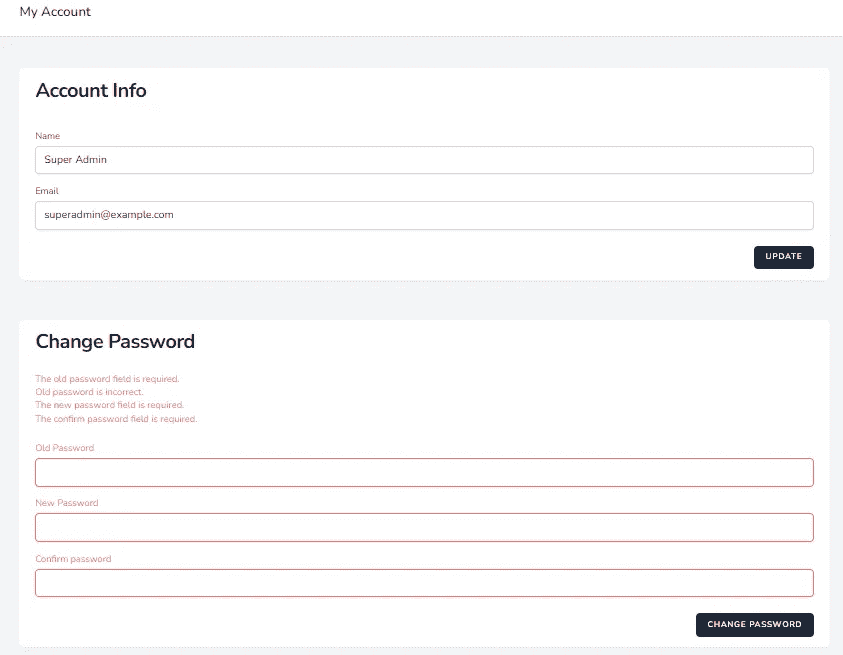 My Account
Account Info
Name
Super Admin
Email
superadmin@example.com
UPDATE
Change Password
The old password field is required.
Old password is incorrect.
The new password field is required.
The confirm password field is required.
Old Password
New Password
Confirm password
CHANGE PASSWORD